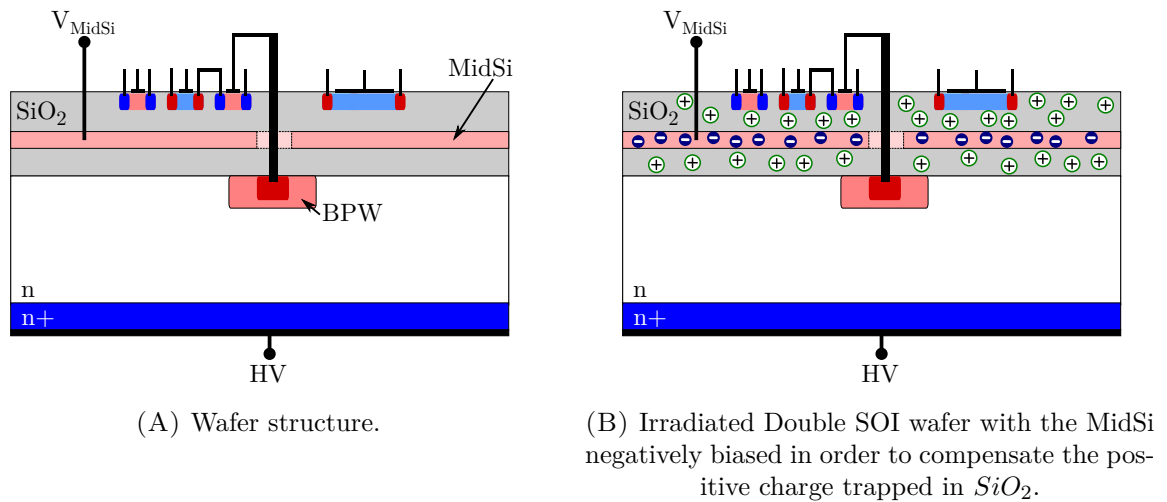 V_MidSi
MidSi
SiO₂
BPW
n
n+
HV
(A) Wafer structure.
V_MidSi
SiO₂
+ + + + + + + + + + + + +
− − − − − − − − − − − − − −
+ + + + + + + + + +
n
n+
HV
(B) Irradiated Double SOI wafer with the MidSi
negatively biased in order to compensate the pos-
itive charge trapped in SiO₂.